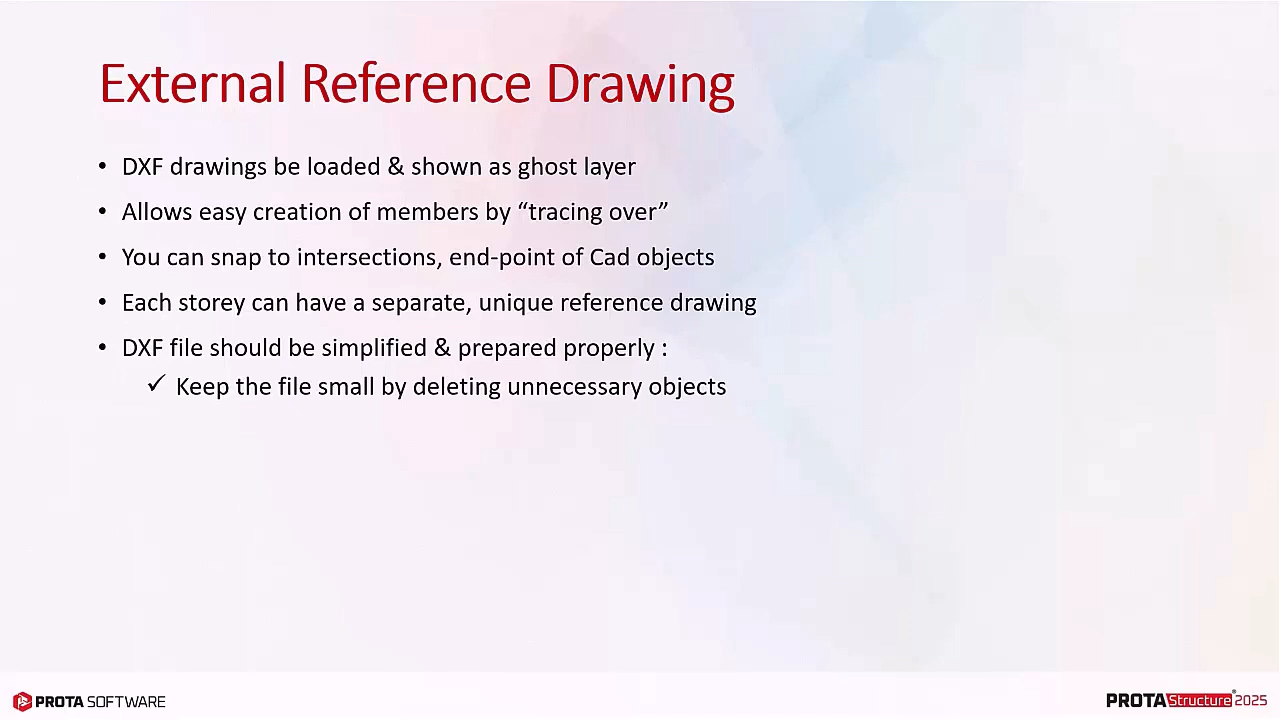 External Reference Drawing
• DXF drawings be loaded & shown as ghost layer
• Allows easy creation of members by “tracing over”
• You can snap to intersections, end-point of Cad objects
• Each storey can have a separate, unique reference drawing
• DXF file should be simplified & prepared properly :
✓ Keep the file small by deleting unnecessary objects
PROTA SOFTWARE
PROTAStructure® 2025